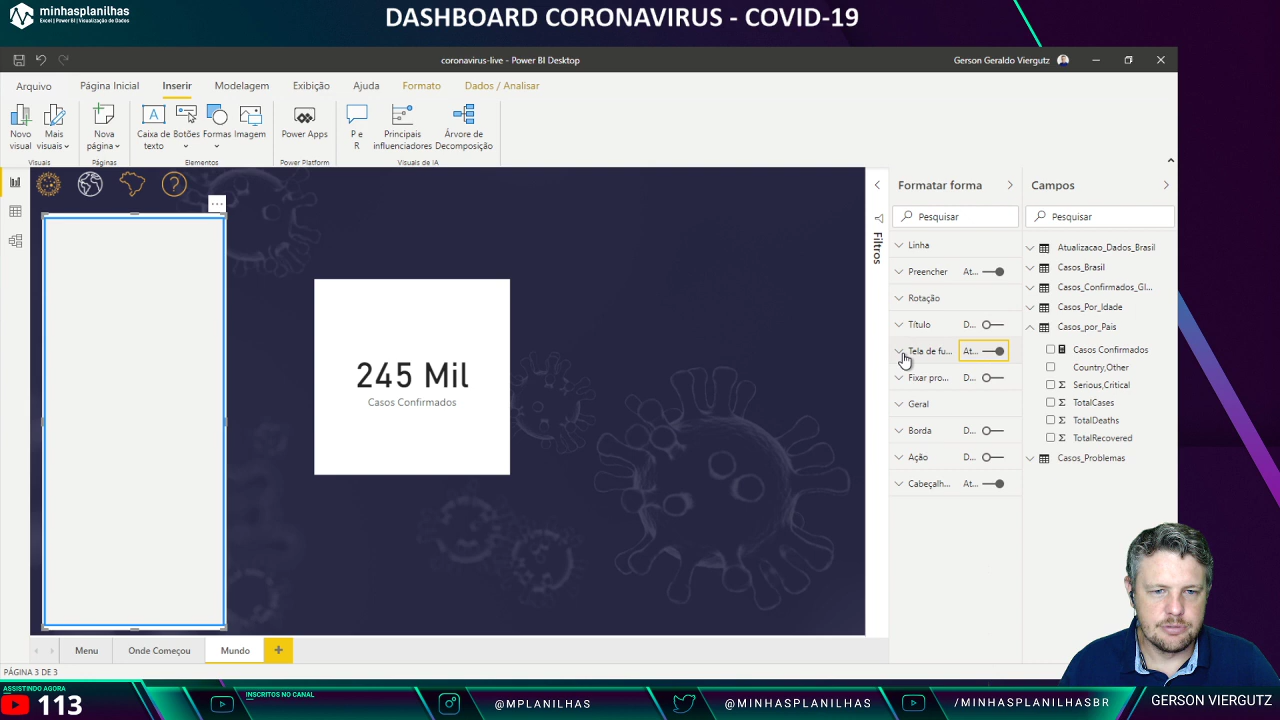 minhasplanilhas
Excel | Power BI | Visualização de Dados
DASHBOARD CORONAVIRUS - COVID-19
coronavirus-live - Power BI Desktop
Gerson Geraldo Viergutz
Arquivo
Página Inicial
Inserir
Modelagem
Exibição
Ajuda
Formato
Dados / Analisar
Novo visual
Mais visuais
Nova página
Caixa de texto
Botões
Formas
Imagem
Power Apps
P e R
Principais influenciadores
Árvore de Decomposição
Visuais
Páginas
Elementos
Power Platform
Visuais de IA
...
245 Mil
Casos Confirmados
Filtros
Formatar forma
Pesquisar
Linha
Preencher At...
Rotação
Título D...
Tela de fu... At...
Fixar pro... D...
Geral
Borda D...
Ação D...
Cabeçalh... At...
Campos
Pesquisar
Atualizacao_Dados_Brasil
Casos_Brasil
Casos_Confirmados_Gl...
Casos_Por_Idade
Casos_por_Pais
Casos Confirmados
Country,Other
Serious,Critical
TotalCases
TotalDeaths
TotalRecovered
Casos_Problemas
Menu
Onde Começou
Mundo
PÁGINA 3 DE 3
ASSISTINDO AGORA
113
INSCRITOS NO CANAL
@MPLANILHAS
@MINHASPLANILHAS
/MINHASPLANILHASBR
GERSON VIERGUTZ